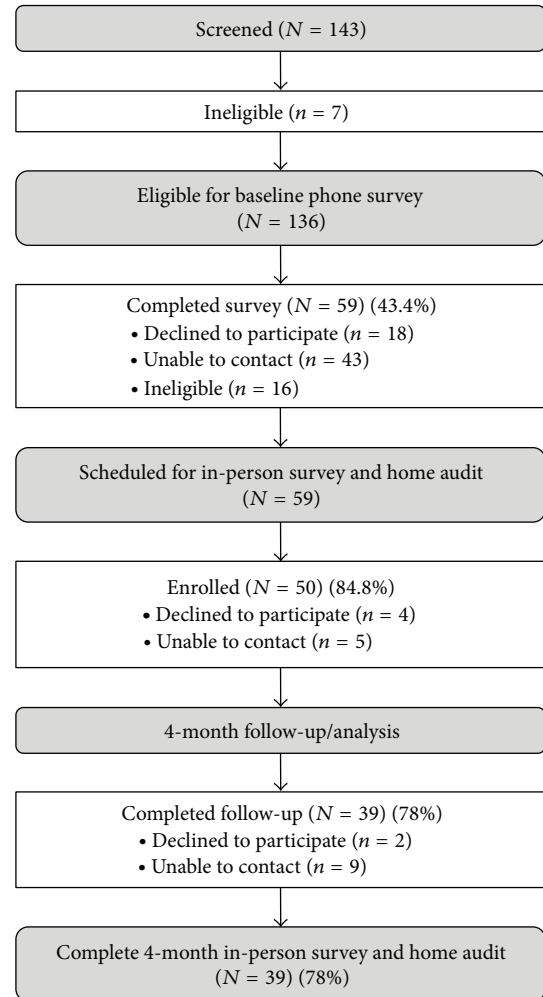 Screened (N = 143)
Ineligible (n = 7)
Eligible for baseline phone survey
(N = 136)
Completed survey (N = 59) (43.4%)
• Declined to participate (n = 18)
• Unable to contact (n = 43)
• Ineligible (n = 16)
Scheduled for in-person survey and home audit
(N = 59)
Enrolled (N = 50) (84.8%)
• Declined to participate (n = 4)
• Unable to contact (n = 5)
4-month follow-up/analysis
Completed follow-up (N = 39) (78%)
• Declined to participate (n = 2)
• Unable to contact (n = 9)
Complete 4-month in-person survey and home audit
(N = 39) (78%)